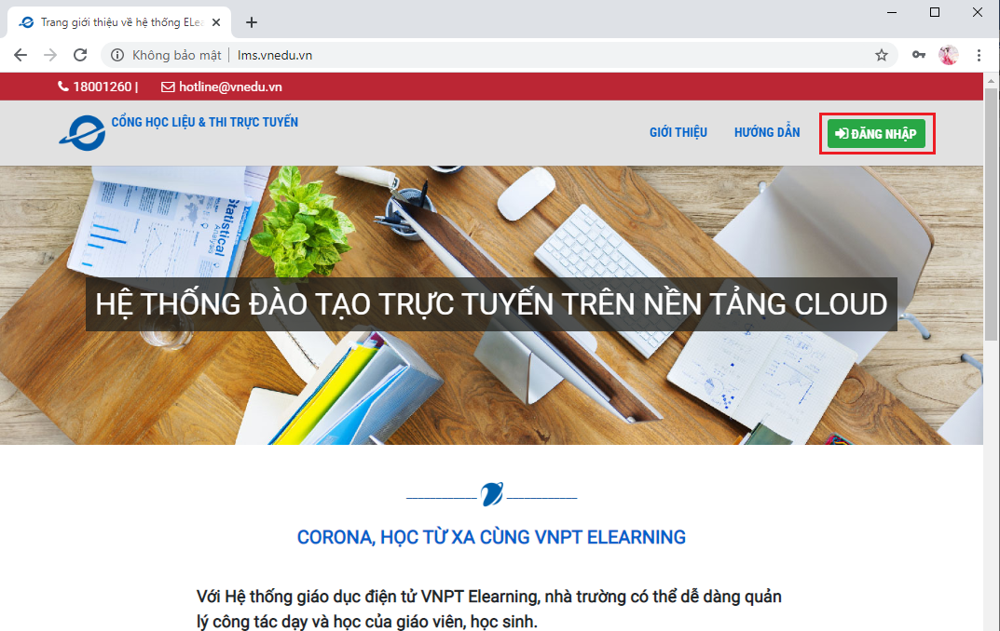 Trang giới thiệu về hệ thống ELea
Không bảo mật
lms.vnedu.vn
18001260 |
hotline@vnedu.vn
CỔNG HỌC LIỆU & THI TRỰC TUYẾN
GIỚI THIỆU
HƯỚNG DẪN
ĐĂNG NHẬP
Statistical
Analysis
HỆ THỐNG ĐÀO TẠO TRỰC TUYẾN TRÊN NỀN TẢNG CLOUD
CORONA, HỌC TỪ XA CÙNG VNPT ELEARNING
Với Hệ thống giáo dục điện tử VNPT Elearning, nhà trường có thể dễ dàng quản
lý công tác dạy và học của giáo viên, học sinh.